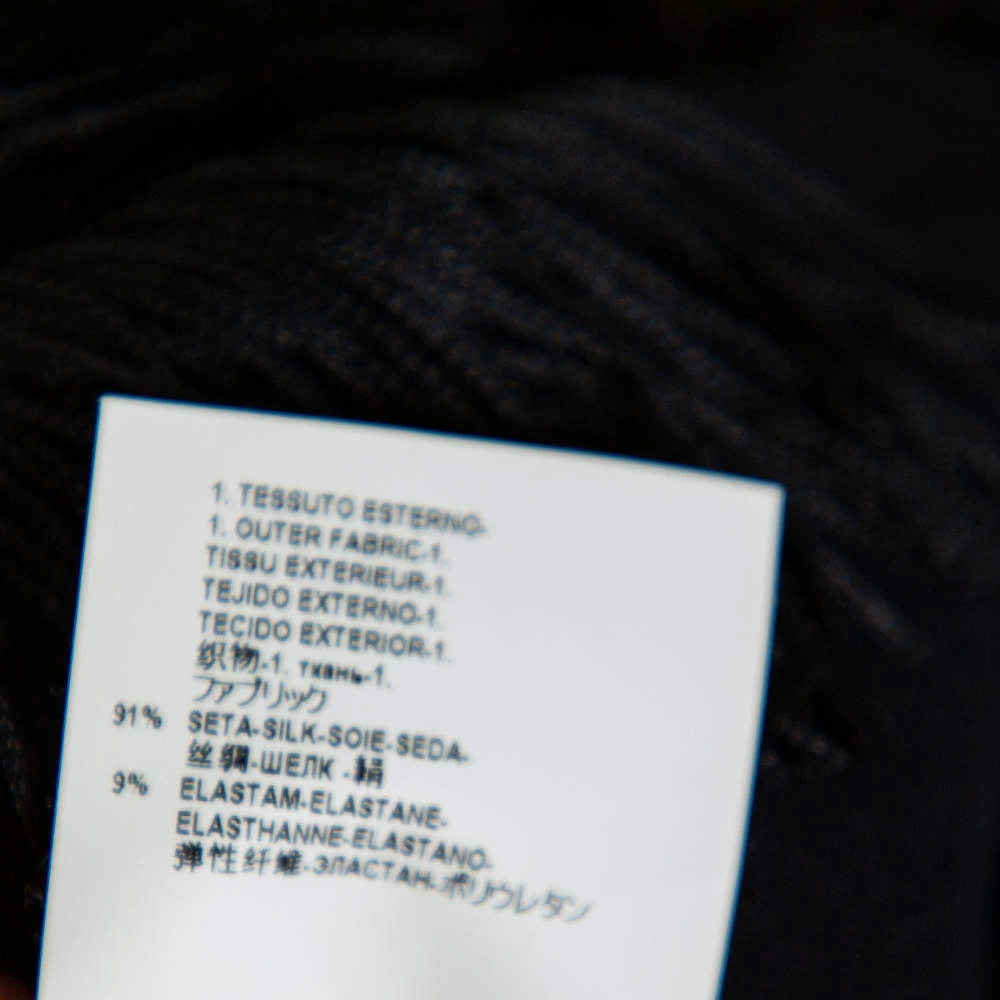 1. TESSUTO ESTERNO-
1. OUTER FABRIC-1.
TISSU EXTERIEUR-1.
TEJIDO EXTERNO-1.
TECIDO EXTERIOR-1.
织物-1. ткань-1.
ファブリック
91% SETA-SILK-SOIE-SEDA-
丝绸-ШЕЛК -絹
9% ELASTAM-ELASTANE-
ELASTHANNE-ELASTANO-
弹性纤维-ЭЛАСТАН-ポリウレタン